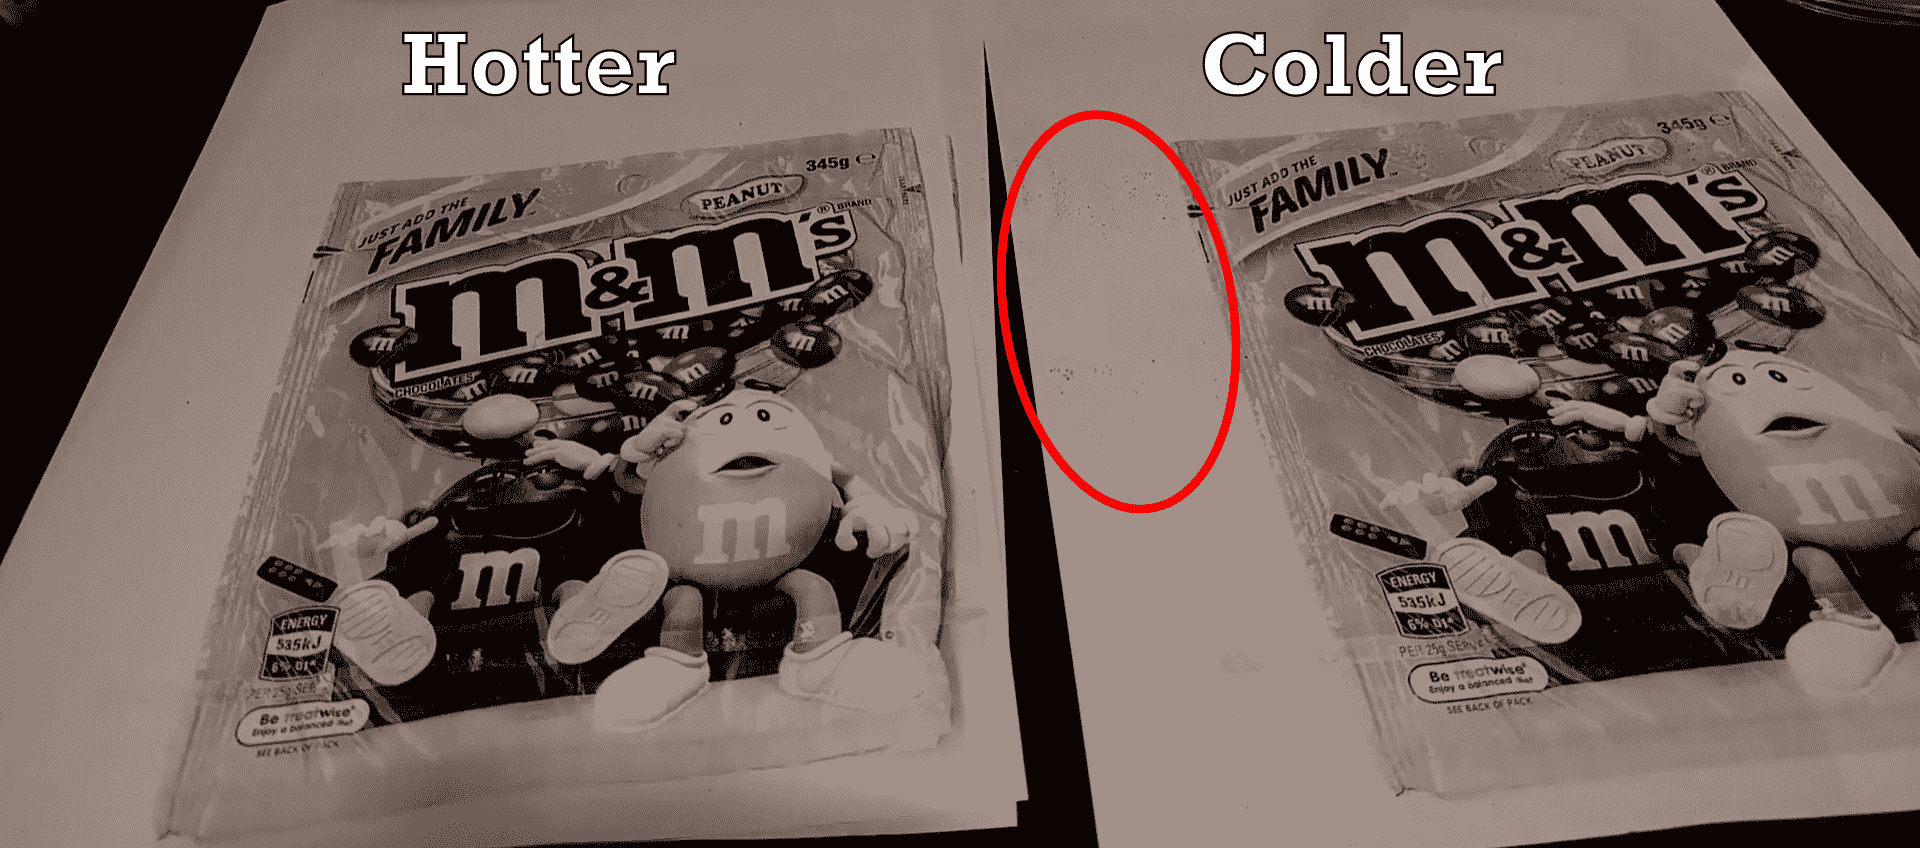 Hotter
Colder
345g ℮
PEANUT
JUST ADD THE
FAMILY
m&m's
® BRAND
CHOCOLATES
m
m
ENERGY
535kJ
6% DI*
PER 25g SERVE
Be treatwise®
Enjoy a balanced diet
SEE BACK OF PACK
345g ℮
PEANUT
JUST ADD THE
FAMILY
m&m's
® BRAND
CHOCOLATES
m
m
ENERGY
535kJ
6% DI*
PER 25g SERVE
Be treatwise®
Enjoy a balanced diet
SEE BACK OF PACK